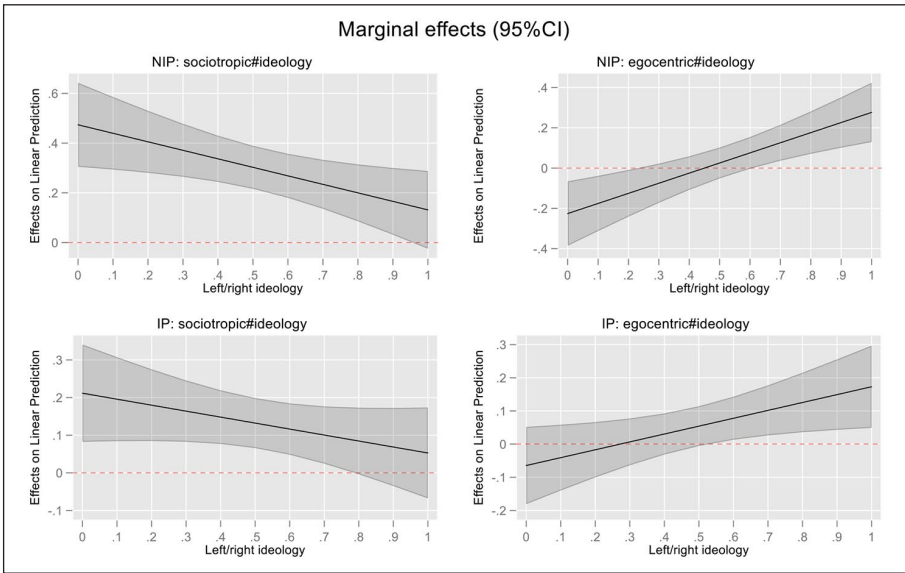 Marginal effects (95%CI)
NIP: sociotropic#ideology
Effects on Linear Prediction
.6
.4
.2
0
0 .1 .2 .3 .4 .5 .6 .7 .8 .9 1
Left/right ideology
NIP: egocentric#ideology
Effects on Linear Prediction
.4
.2
0
-.2
-.4
0 .1 .2 .3 .4 .5 .6 .7 .8 .9 1
Left/right ideology
IP: sociotropic#ideology
Effects on Linear Prediction
.3
.2
.1
0
-.1
0 .1 .2 .3 .4 .5 .6 .7 .8 .9 1
Left/right ideology
IP: egocentric#ideology
Effects on Linear Prediction
.3
.2
.1
0
-.1
-.2
0 .1 .2 .3 .4 .5 .6 .7 .8 .9 1
Left/right ideology